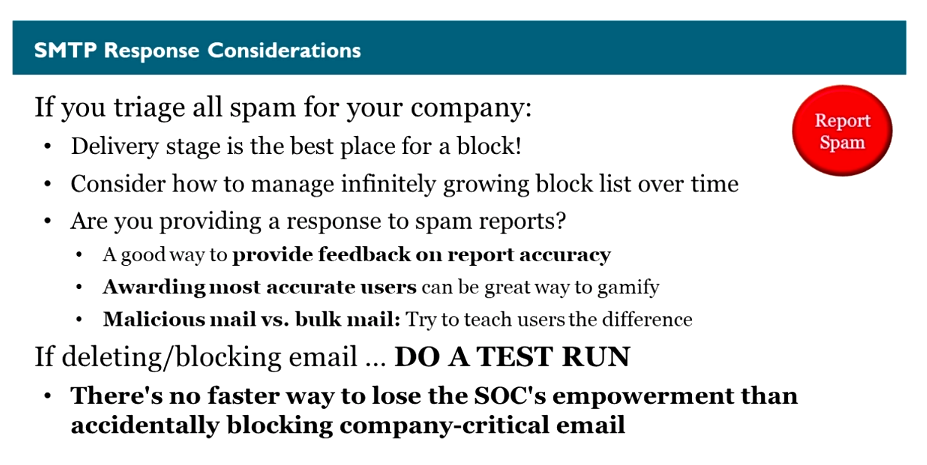 SMTP Response Considerations
If you triage all spam for your company:
Report
Spam
• Delivery stage is the best place for a block!
• Consider how to manage infinitely growing block list over time
• Are you providing a response to spam reports?
• A good way to provide feedback on report accuracy
• Awarding most accurate users can be great way to gamify
• Malicious mail vs. bulk mail: Try to teach users the difference
If deleting/blocking email ... DO A TEST RUN
• There's no faster way to lose the SOC's empowerment than
accidentally blocking company-critical email